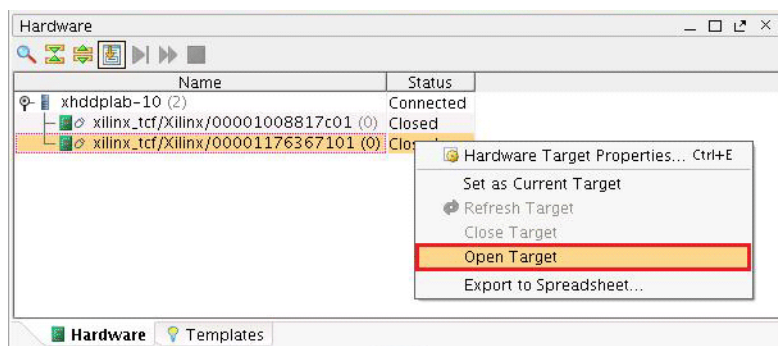 Hardware
Name Status
xhddplab-10 (2) Connected
xilinx_tcf/Xilinx/00001008817c01 (0) Closed
xilinx_tcf/Xilinx/00001176367101 (0)
Hardware Target Properties... Ctrl+E
Set as Current Target
Refresh Target
Close Target
Open Target
Export to Spreadsheet...
Hardware Templates